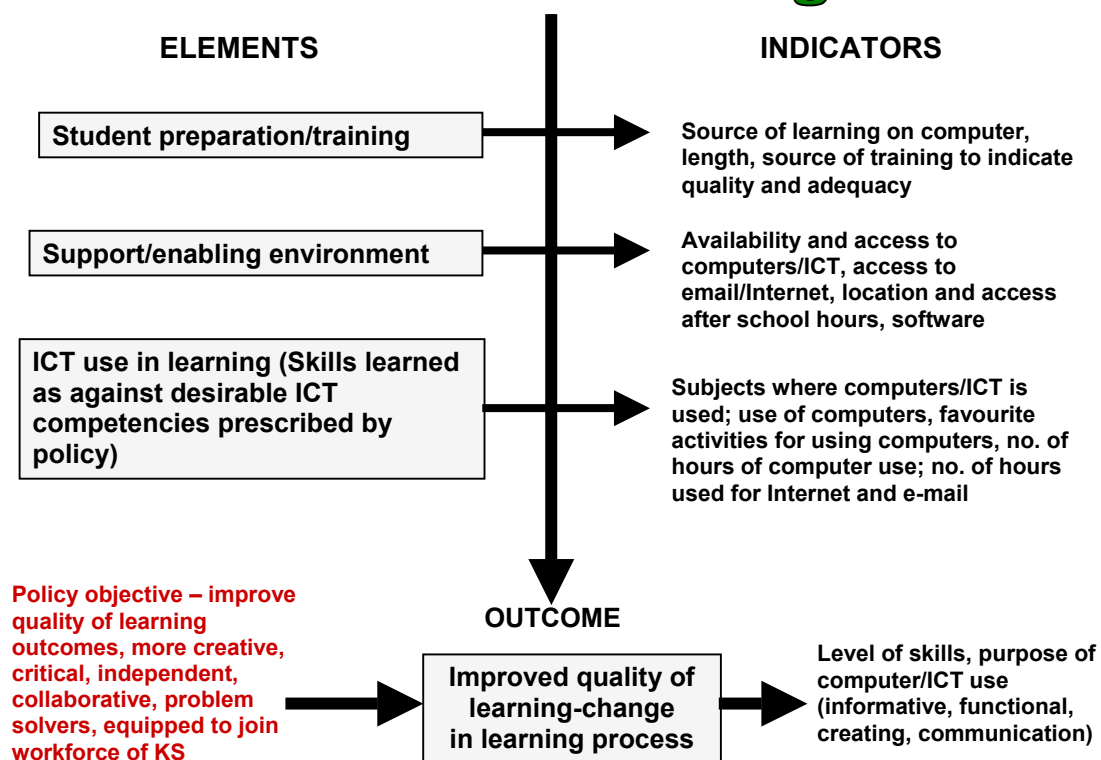 ELEMENTS
INDICATORS
Student preparation/training
Source of learning on computer,
length, source of training to indicate
quality and adequacy
Support/enabling environment
Availability and access to
computers/ICT, access to
email/Internet, location and access
after school hours, software
ICT use in learning (Skills learned
as against desirable ICT
competencies prescribed by
policy)
Subjects where computers/ICT is
used; use of computers, favourite
activities for using computers, no. of
hours of computer use; no. of hours
used for Internet and e-mail
Policy objective – improve
quality of learning
outcomes, more creative,
critical, independent,
collaborative, problem
solvers, equipped to join
workforce of KS
OUTCOME
Improved quality of
learning-change
in learning process
Level of skills, purpose of
computer/ICT use
(informative, functional,
creating, communication)